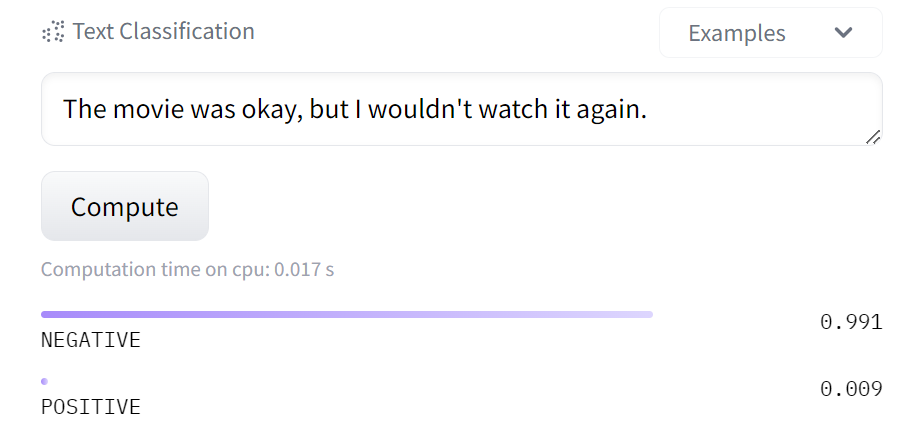 Text Classification
Examples
The movie was okay, but I wouldn't watch it again.
Compute
Computation time on cpu: 0.017 s
0.991
NEGATIVE
0.009
POSITIVE